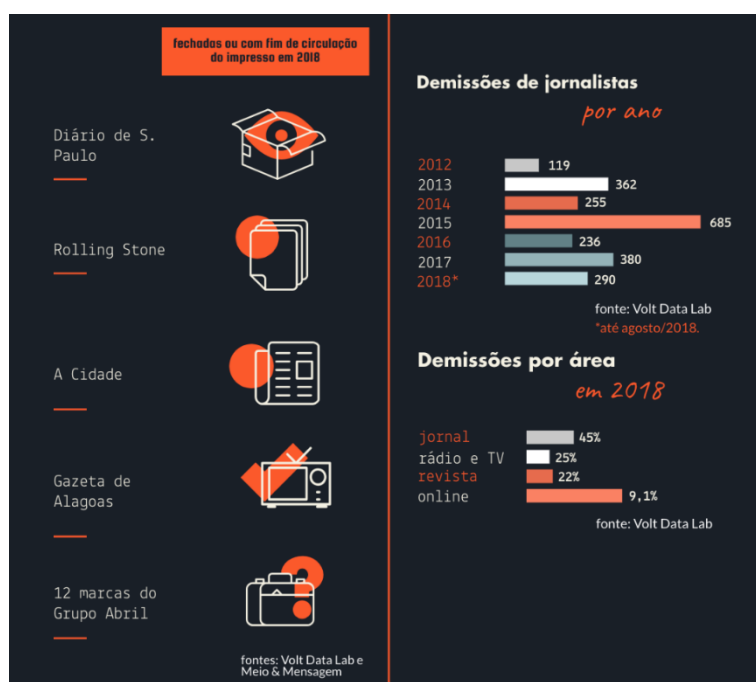 fechadas ou com fim de circulação
do impresso em 2018
Diário de S.
Paulo
Rolling Stone
A Cidade
Gazeta de
Alagoas
12 marcas do
Grupo Abril
fontes: Volt Data Lab e
Meio & Mensagem
Demissões de jornalistas
por ano
2012 119
2013 362
2014 255
2015 685
2016 236
2017 380
2018* 290
fonte: Volt Data Lab
*até agosto/2018.
Demissões por área
em 2018
jornal 45%
rádio e TV 25%
revista 22%
online 9,1%
fonte: Volt Data Lab